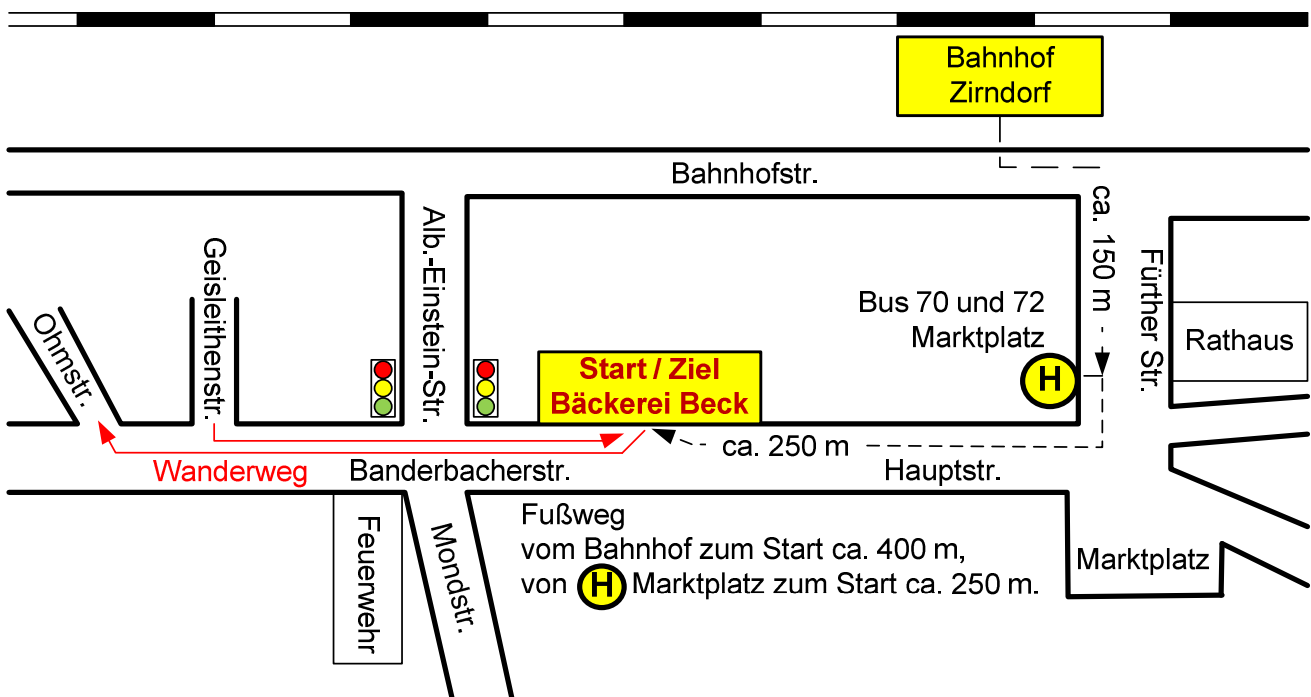 Bahnhof
Zirndorf
Bahnhofstr.
ca. 150 m
Alb.-Einstein-Str.
Geisleithenstr.
Fürther Str.
Ohmstr.
Bus 70 und 72
Marktplatz
H
Rathaus
Start / Ziel
Bäckerei Beck
ca. 250 m
Wanderweg
Banderbacherstr.
Hauptstr.
Feuerwehr
Mondstr.
Fußweg
vom Bahnhof zum Start ca. 400 m,
von H Marktplatz zum Start ca. 250 m.
Marktplatz